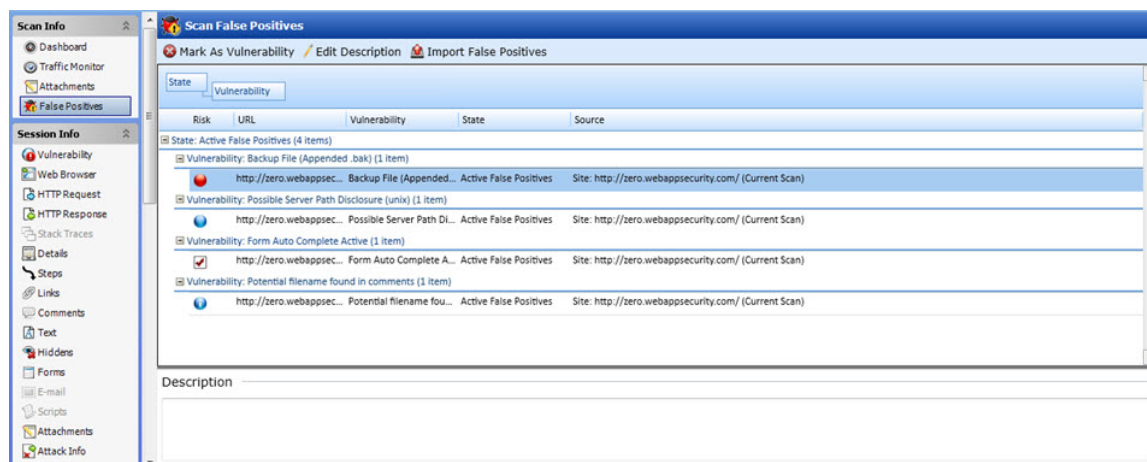 Scan Info
Dashboard
Traffic Monitor
Attachments
False Positives
Session Info
Vulnerability
Web Browser
HTTP Request
HTTP Response
Stack Traces
Details
Steps
Links
Comments
Text
Hiddens
Forms
E-mail
Scripts
Attachments
Attack Info
Scan False Positives
Mark As Vulnerability Edit Description Import False Positives
State
Vulnerability
Risk URL Vulnerability State Source
State: Active False Positives (4 items)
Vulnerability: Backup File (Appended .bak) (1 item)
http://zero.webappsec... Backup File (Appended... Active False Positives Site: http://zero.webappsecurity.com/ (Current Scan)
Vulnerability: Possible Server Path Disclosure (unix) (1 item)
http://zero.webappsec... Possible Server Path Di... Active False Positives Site: http://zero.webappsecurity.com/ (Current Scan)
Vulnerability: Form Auto Complete Active (1 item)
http://zero.webappsec... Form Auto Complete A... Active False Positives Site: http://zero.webappsecurity.com/ (Current Scan)
Vulnerability: Potential filename found in comments (1 item)
http://zero.webappsec... Potential filename fou... Active False Positives Site: http://zero.webappsecurity.com/ (Current Scan)
Description